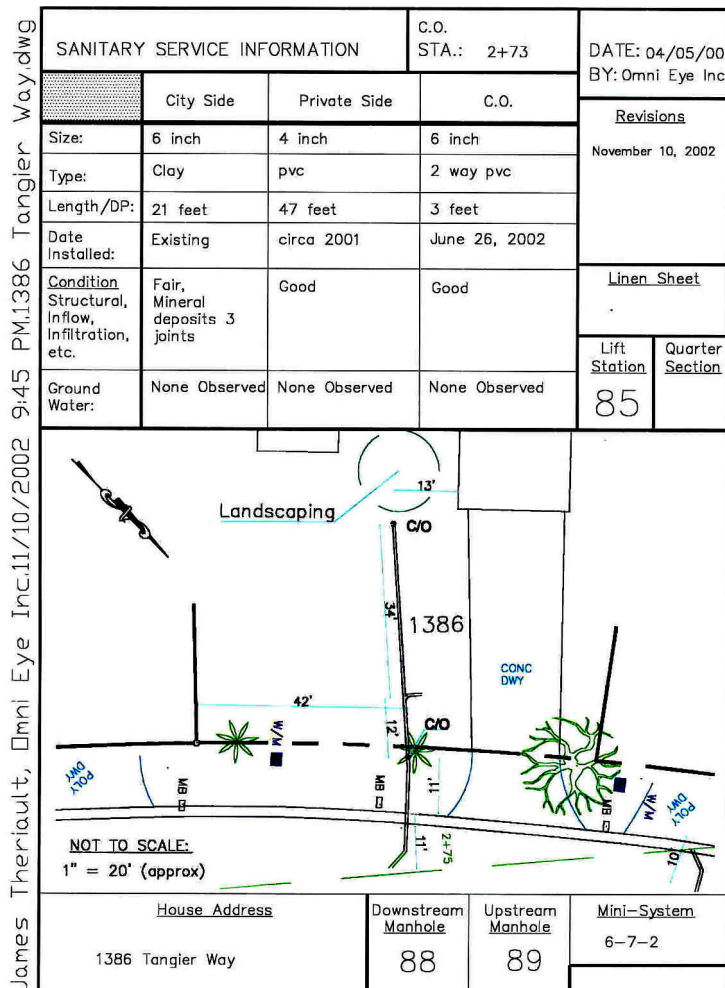 James Theriault, Omni Eye Inc.11/10/2002 9:45 PM.1386 Tangier Way.dwg
SANITARY SERVICE INFORMATION
C.O.
STA.: 2+73
DATE: 04/05/00
BY: Omni Eye Inc
City Side
Private Side
C.O.
Revisions
November 10, 2002
Size:
6 inch
4 inch
6 inch
Type:
Clay
pvc
2 way pvc
Length/DP:
21 feet
47 feet
3 feet
Date
Installed:
Existing
circa 2001
June 26, 2002
Condition
Structural,
Inflow,
Infiltration,
etc.
Fair,
Mineral
deposits 3
joints
Good
Good
Linen Sheet
Lift
Station
85
Quarter
Section
Ground
Water:
None Observed
None Observed
None Observed
13'
Landscaping
C/O
34'
1386
CONC
DWY
42'
W/M
12'
C/O
POLY
DWY
MB
MB
11'
MB
W/M
POLY
DWY
11'
2+75
10'
NOT TO SCALE:
1" = 20' (approx)
House Address
1386 Tangier Way
Downstream
Manhole
88
Upstream
Manhole
89
Mini-System
6-7-2